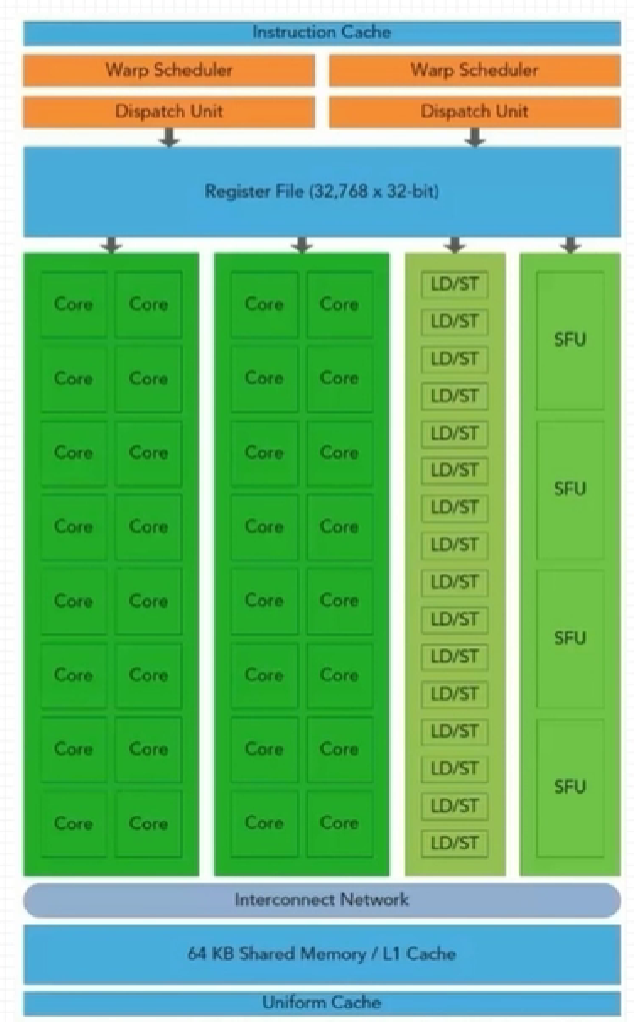 Instruction Cache
Warp Scheduler Warp Scheduler
Dispatch Unit Dispatch Unit
Register File (32,768 x 32-bit)
Core Core Core Core LD/ST SFU
LD/ST
Core Core Core Core LD/ST
LD/ST
Core Core Core Core LD/ST SFU
LD/ST
Core Core Core Core LD/ST
LD/ST
Core Core Core Core LD/ST SFU
LD/ST
Core Core Core Core LD/ST
LD/ST
Core Core Core Core LD/ST SFU
LD/ST
Core Core Core Core LD/ST
LD/ST
Interconnect Network
64 KB Shared Memory / L1 Cache
Uniform Cache